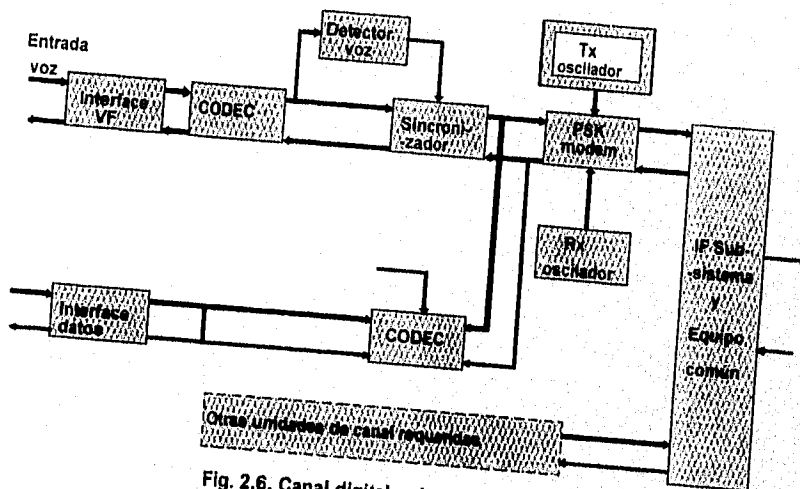 Entrada
voz
Interface
VF
CODEC
Detector
voz
Sincroni-
-zador
Tx
oscilador
PSK
modem
Rx
oscilador
IF Sub-
-sistema
y
Equipo
común
Interface
datos
CODEC
Otras unidades de canal requeridas
Fig. 2.6. Canal digital